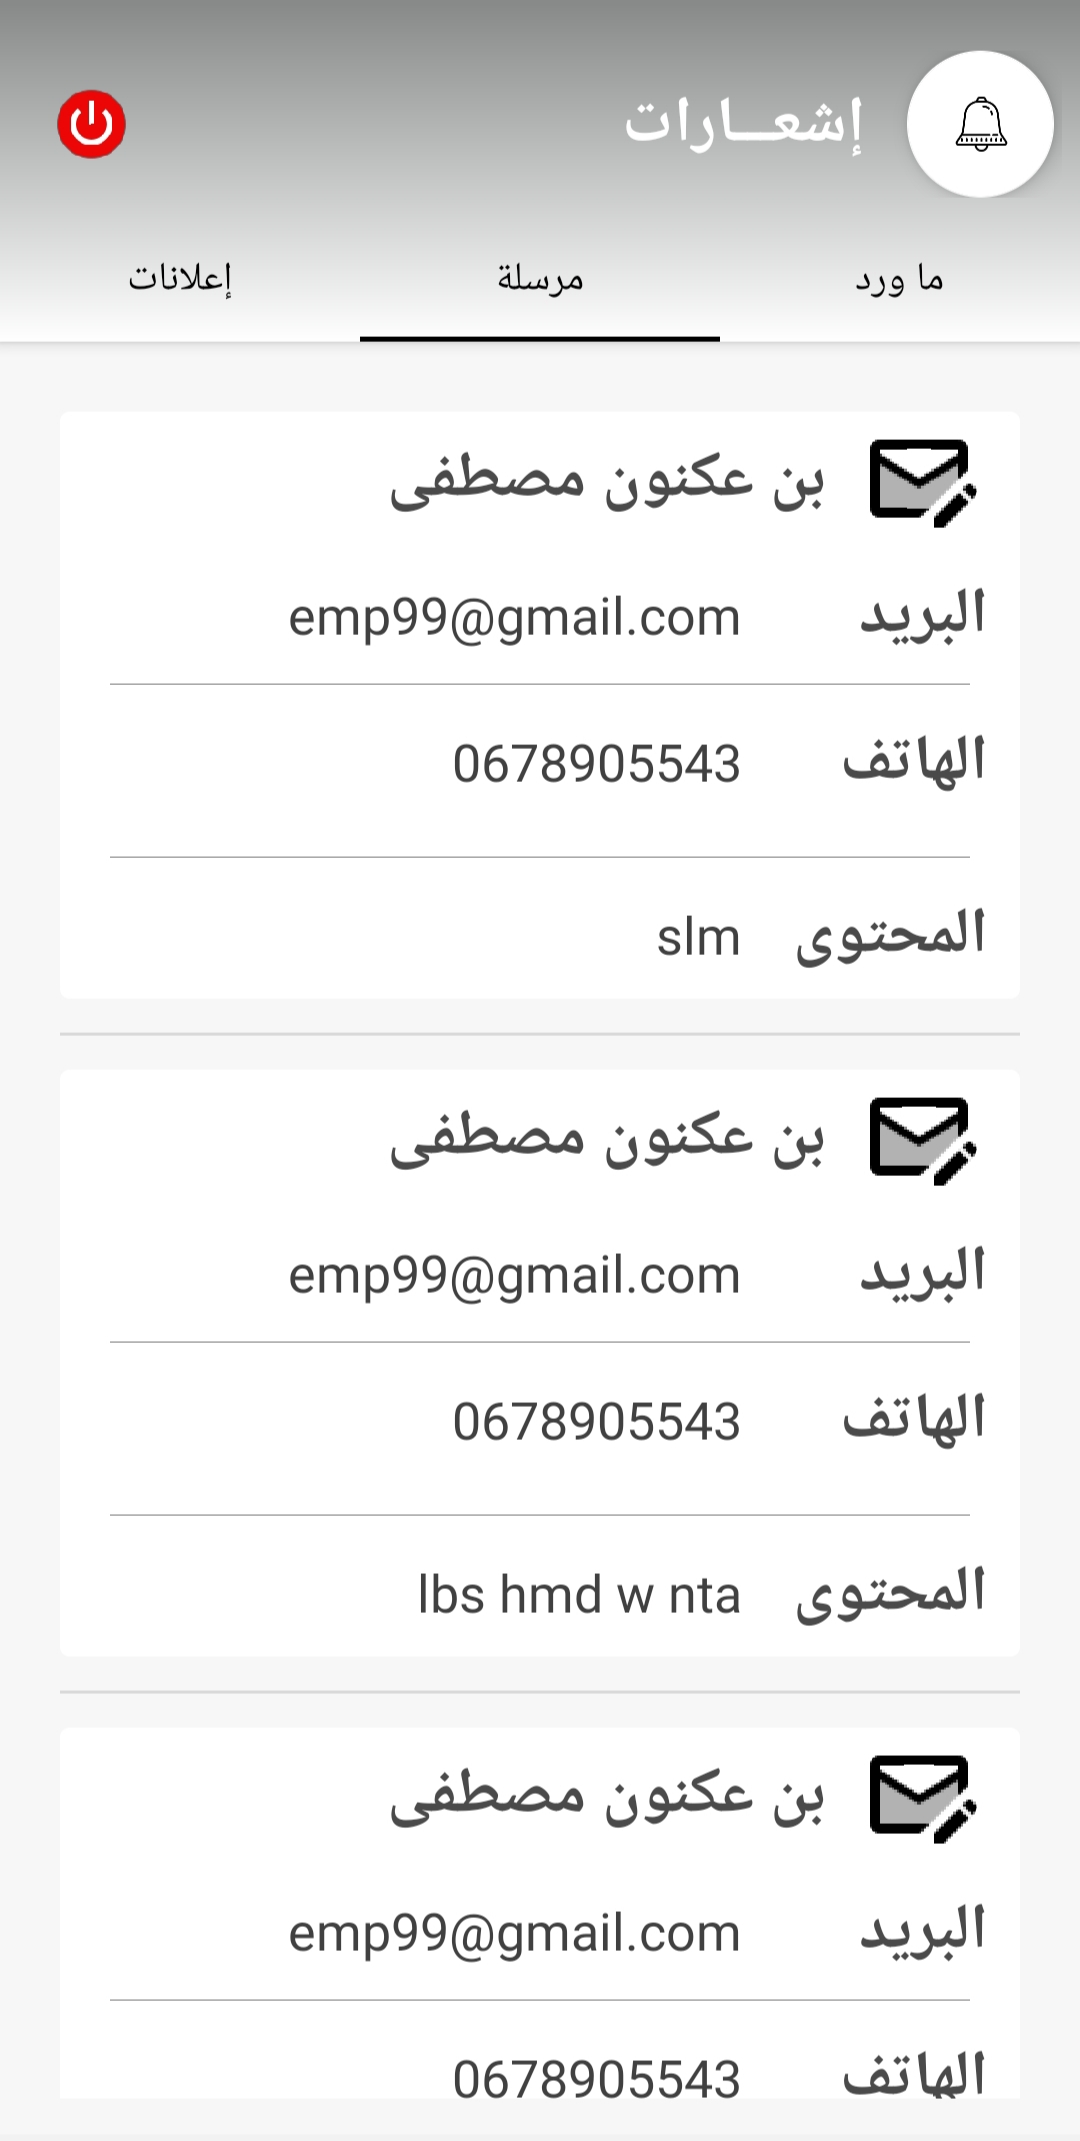 إشعــارات
ما ورد
مرسلة
إعلانات
بن عكنون مصطفى
البريد emp99@gmail.com
الهاتف 0678905543
المحتوى slm
بن عكنون مصطفى
البريد emp99@gmail.com
الهاتف 0678905543
المحتوى lbs hmd w nta
بن عكنون مصطفى
البريد emp99@gmail.com
الهاتف 0678905543